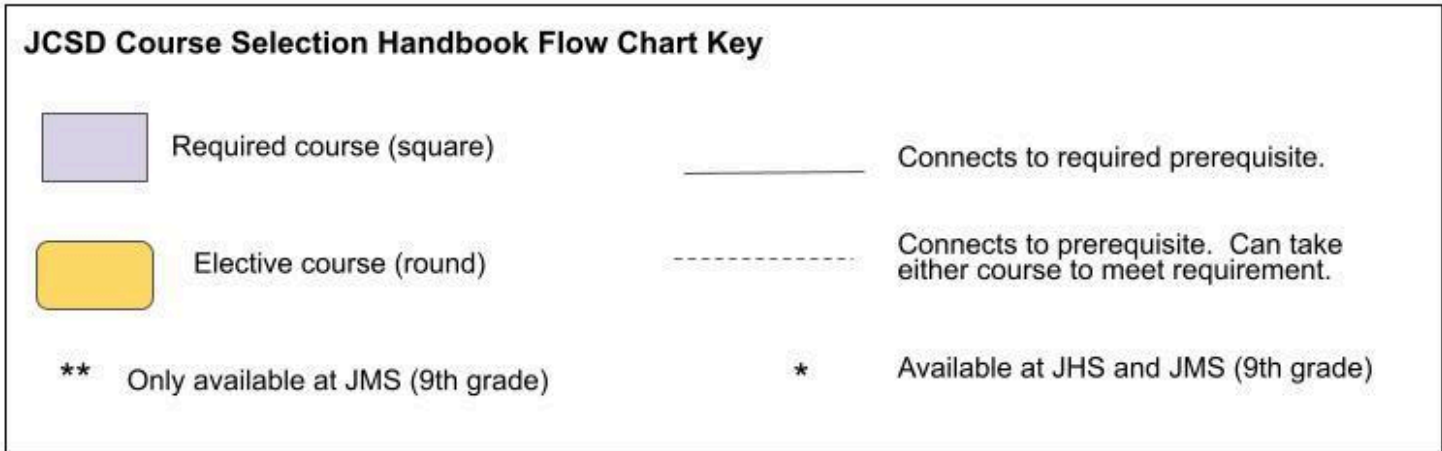 JCSD Course Selection Handbook Flow Chart Key
Required course (square)
Connects to required prerequisite.
Elective course (round)
Connects to prerequisite.  Can take
either course to meet requirement.
** Only available at JMS (9th grade)
* Available at JHS and JMS (9th grade)